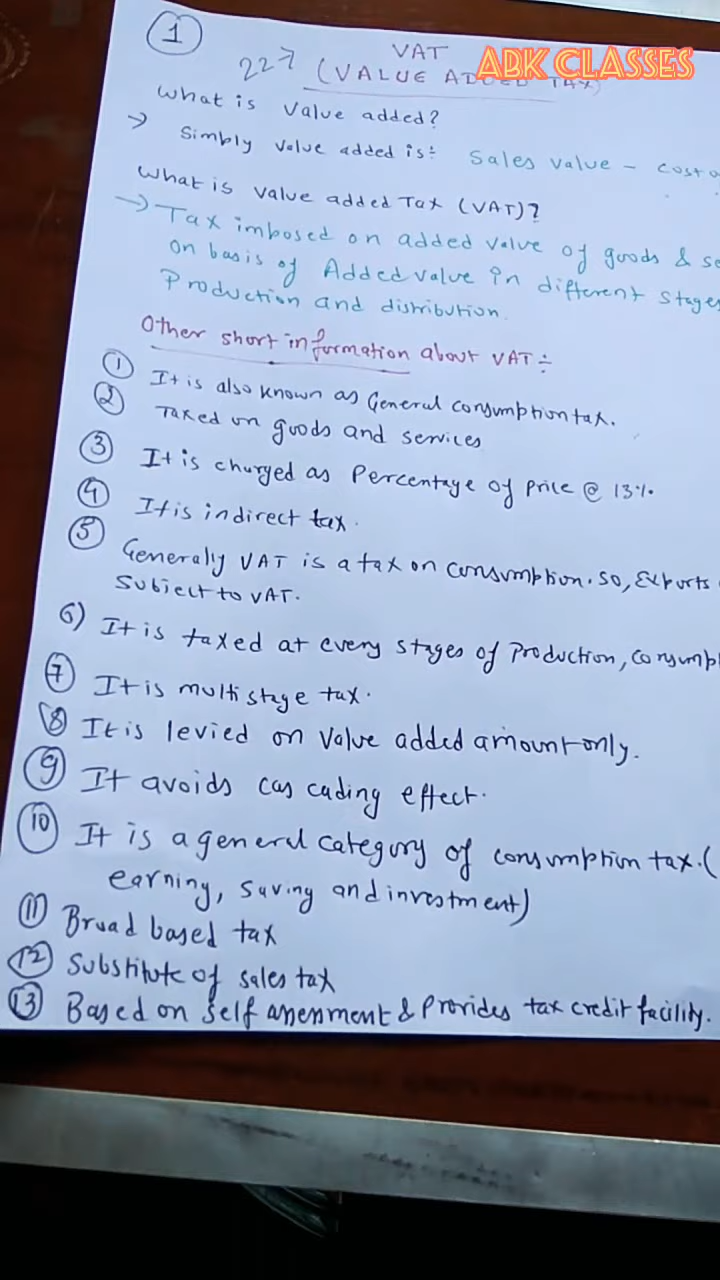 1
VAT
ABK CLASSES
227
(VALUE ADDED TAX)
What is value added?
→ Simbly value added is÷ Sales value - cost
What is value added Tax (VAT)?
→ Tax imbosed on added value of goods & se
on basis of Added value in different stages
Production and distribution.
Other short information about VAT÷
① It is also known as General consumption tax.
② Taxed on goods and services
③ It is charged as Percentage of price @ 13%
④ It is indirect tax.
⑤ Generally VAT is a tax on consumption. so, Exports
Subject to VAT.
6) It is taxed at every stages of Production, consump
⑦ It is multistage tax.
⑧ It is levied on value added amount only.
⑨ It avoids cascading effect.
⑩ It is a general category of consumption tax. (
earning, saving and investment)
⑪ Broad based tax
⑫ Substitute of sales tax
⑬ Based on self assessment & Provides tax credit facility.